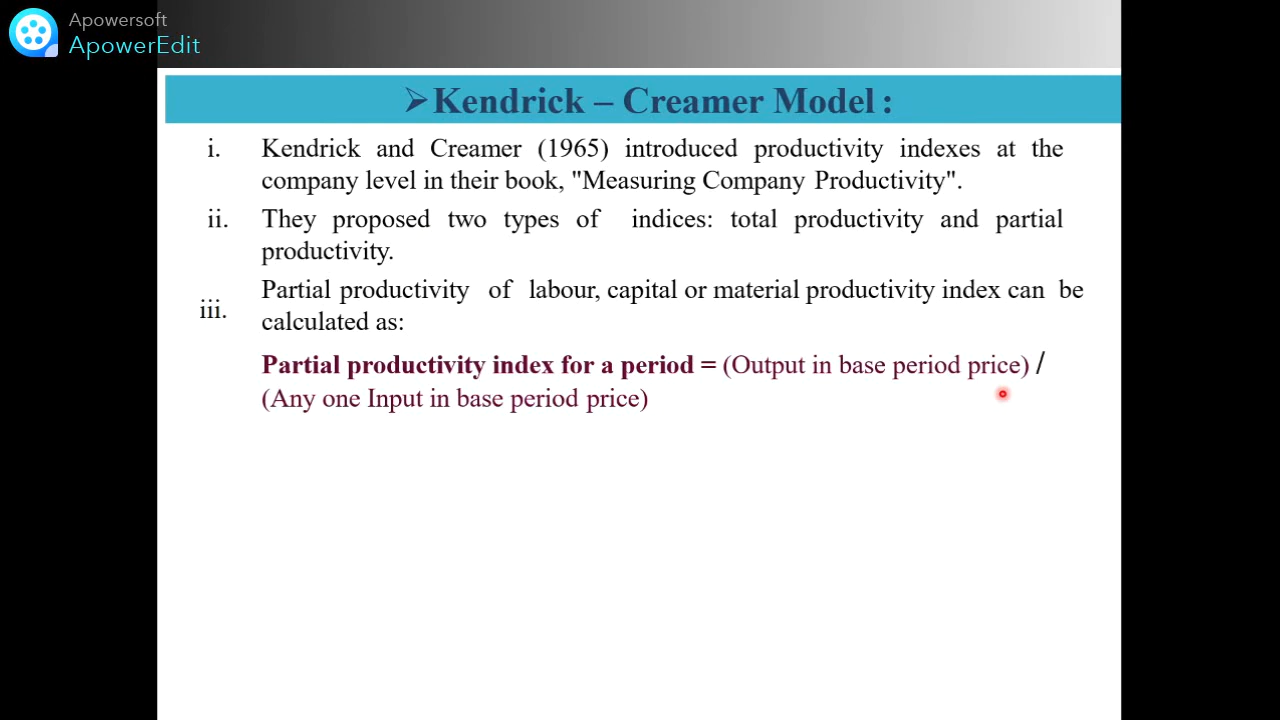 Apowersoft
ApowerEdit
➢Kendrick – Creamer Model :
i. Kendrick and Creamer (1965) introduced productivity indexes at the
company level in their book, "Measuring Company Productivity".
ii. They proposed two types of indices: total productivity and partial
productivity.
iii. Partial productivity of labour, capital or material productivity index can be
calculated as:
Partial productivity index for a period = (Output in base period price) /
(Any one Input in base period price)